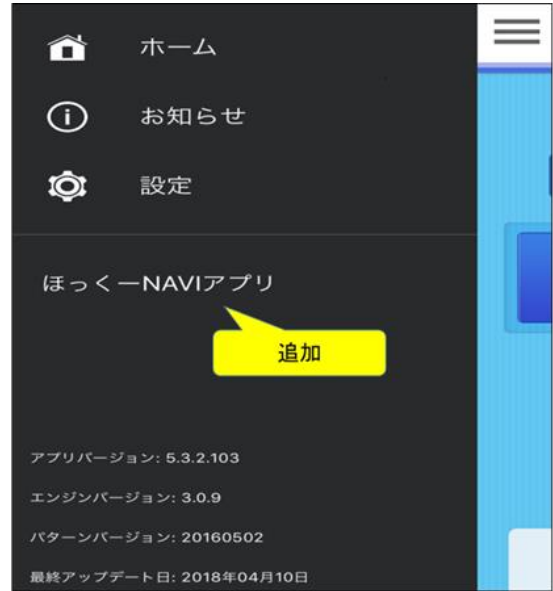 ホーム
お知らせ
設定
ほっくーNAVIアプリ
追加
アプリバージョン: 5.3.2.103
エンジンバージョン: 3.0.9
パターンバージョン: 20160502
最終アップデート日: 2018年04月10日